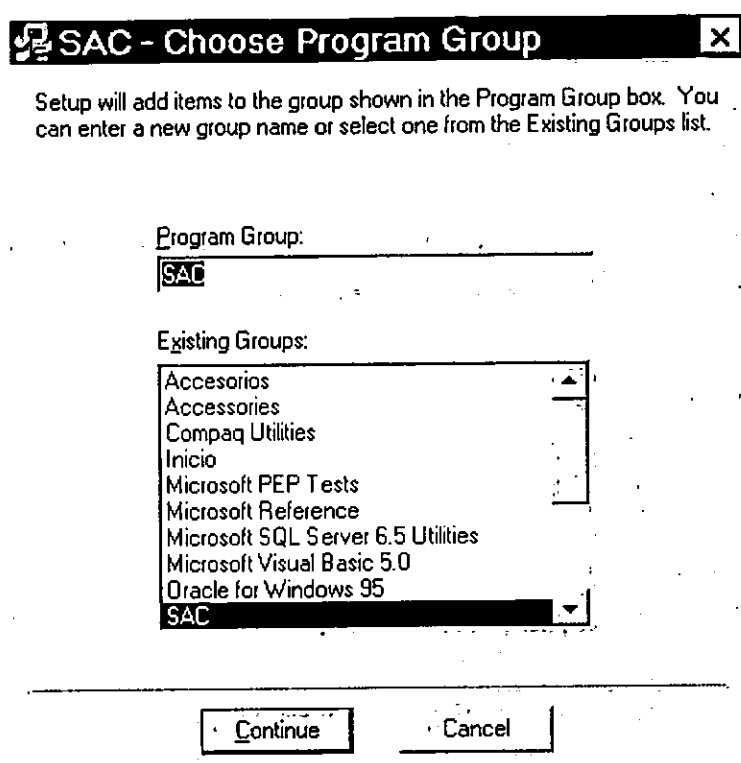 SAC - Choose Program Group
Setup will add items to the group shown in the Program Group box. You
can enter a new group name or select one from the Existing Groups list.
Program Group:
SAC
Existing Groups:
Accesorios
Accessories
Compaq Utilities
Inicio
Microsoft PEP Tests
Microsoft Reference
Microsoft SQL Server 6.5 Utilities
Microsoft Visual Basic 5.0
Oracle for Windows 95
SAC
Continue
Cancel